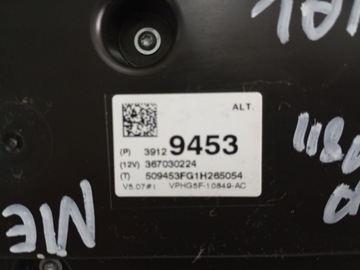 ALT.
(P) 3912 9453
(12V) 367030224
(T) 509453FG1H265054
V5.07#1 VPHG5F-10849-AC